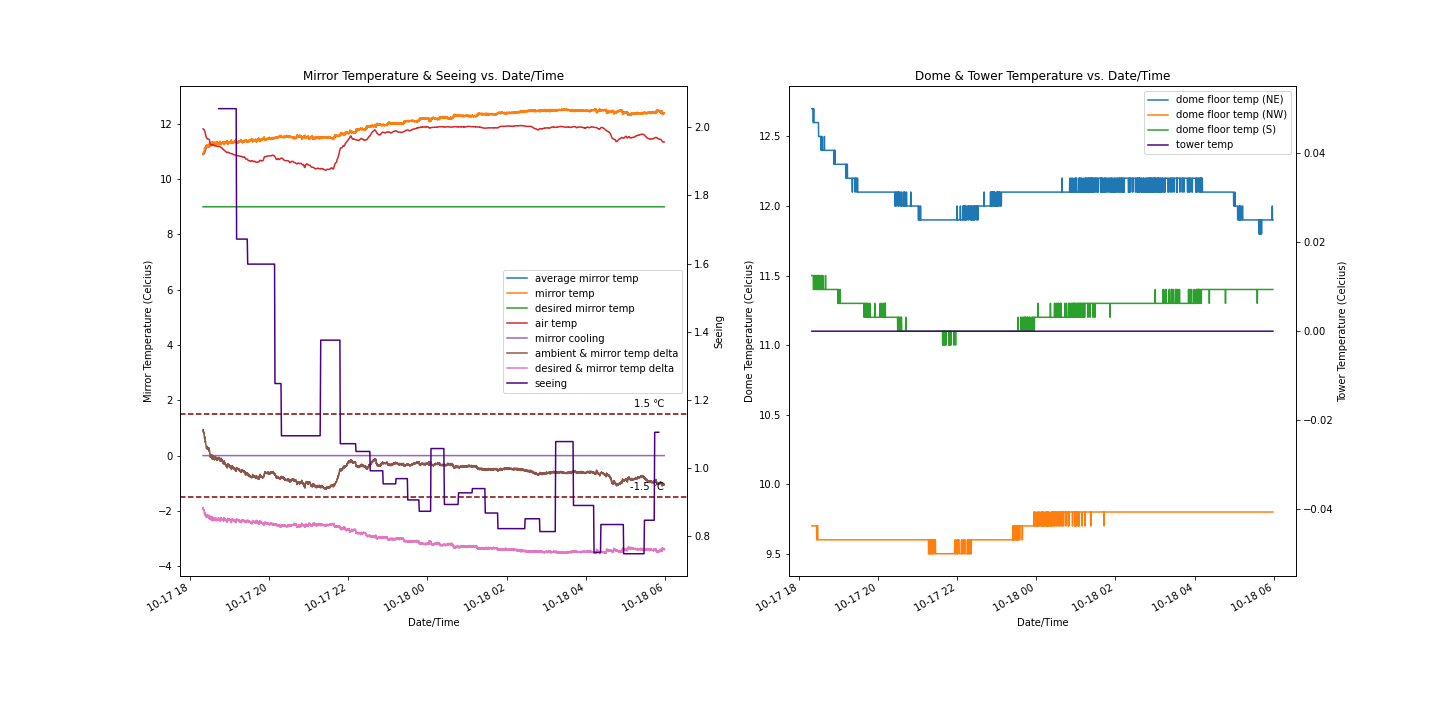 Mirror Temperature & Seeing vs. Date/Time
Mirror Temperature (Celcius)
12
10
8
6
4
2
0
−2
−4
2.0
1.8
1.6
1.4
1.2
1.0
0.8
Seeing
average mirror temp
mirror temp
desired mirror temp
air temp
mirror cooling
ambient & mirror temp delta
desired & mirror temp delta
seeing
1.5 ℃
-1.5 ℃
10-17 18
10-17 20
10-17 22
10-18 00
10-18 02
10-18 04
10-18 06
Date/Time
Dome & Tower Temperature vs. Date/Time
Dome Temperature (Celcius)
12.5
12.0
11.5
11.0
10.5
10.0
9.5
dome floor temp (NE)
dome floor temp (NW)
dome floor temp (S)
tower temp
0.04
0.02
0.00
−0.02
−0.04
Tower Temperature (Celcius)
10-17 18
10-17 20
10-17 22
10-18 00
10-18 02
10-18 04
10-18 06
Date/Time